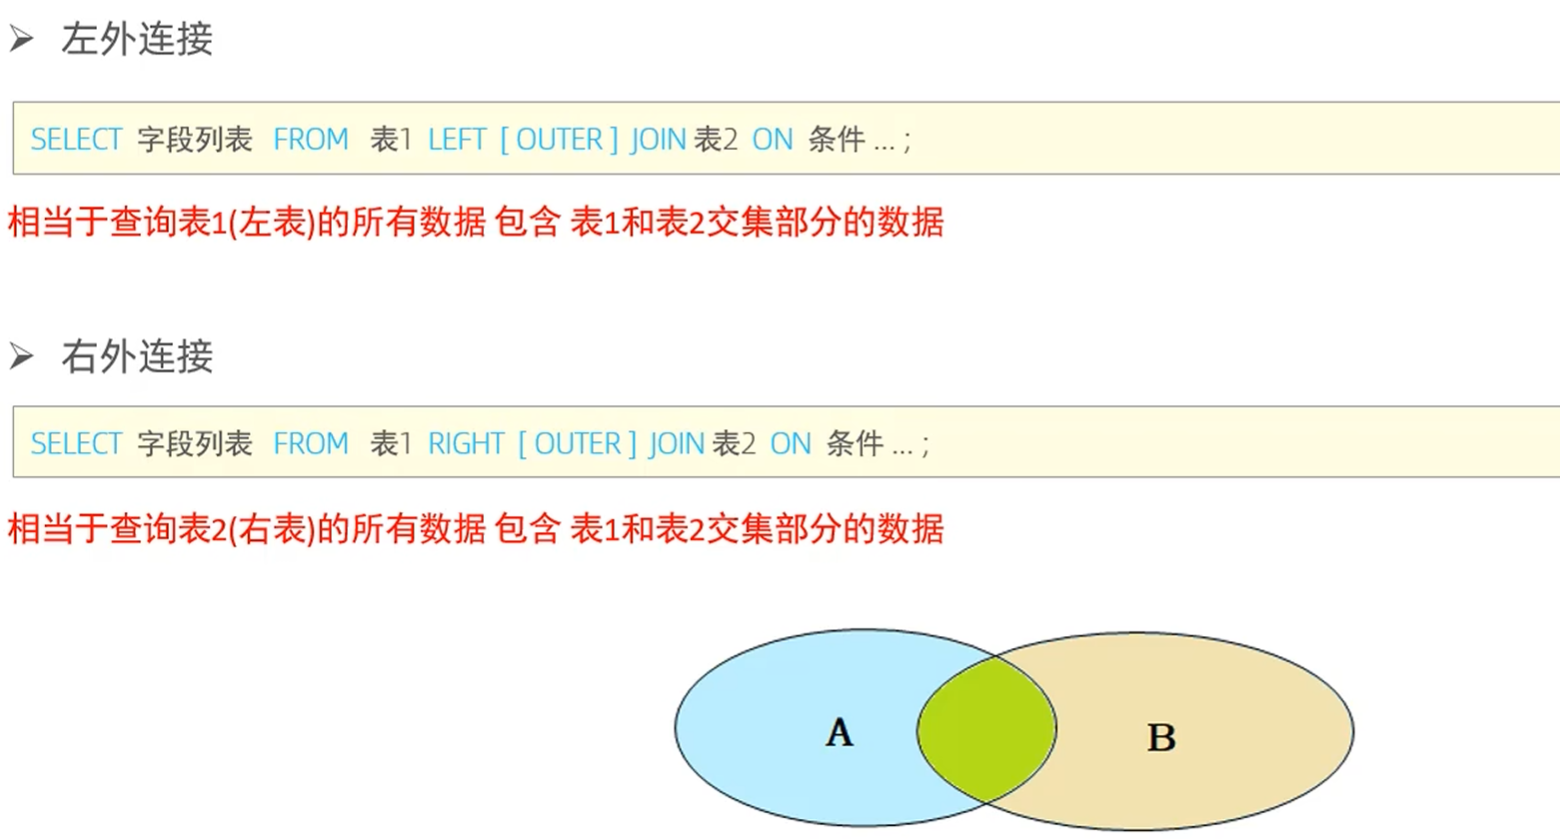 ➢ 左外连接
SELECT 字段列表 FROM 表1 LEFT [ OUTER ] JOIN 表2 ON 条件 ... ;
相当于查询表1(左表)的所有数据 包含 表1和表2交集部分的数据
➢ 右外连接
SELECT 字段列表 FROM 表1 RIGHT [ OUTER ] JOIN 表2 ON 条件 ... ;
相当于查询表2(右表)的所有数据 包含 表1和表2交集部分的数据
A B